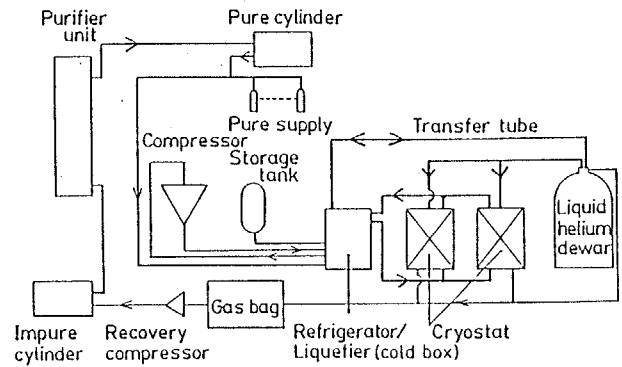 Purifier
unit
Pure cylinder
Pure supply
Compressor
Storage
tank
Transfer tube
Liquid
helium
dewar
Gas bag
Impure
cylinder
Recovery
compressor
Refrigerator/
Liquefier (cold box)
Cryostat